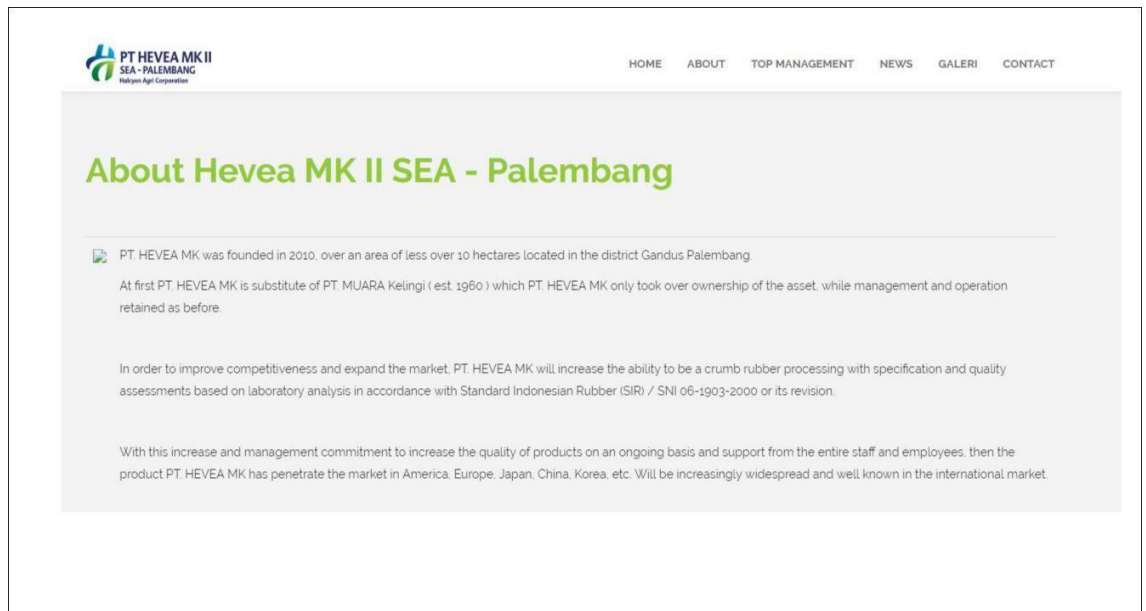 PT HEVEA MK II
SEA - PALEMBANG
Halcyon Agri Corporation
HOME ABOUT TOP MANAGEMENT NEWS GALERI CONTACT
About Hevea MK II SEA - Palembang
PT. HEVEA MK was founded in 2010, over an area of less over 10 hectares located in the district Gandus Palembang.
At first PT. HEVEA MK is substitute of PT. MUARA Kelingi ( est. 1960 ) which PT. HEVEA MK only took over ownership of the asset, while management and operation
retained as before.
In order to improve competitiveness and expand the market, PT. HEVEA MK will increase the ability to be a crumb rubber processing with specification and quality
assessments based on laboratory analysis in accordance with Standard Indonesian Rubber (SIR) / SNI 06-1903-2000 or its revision.
With this increase and management commitment to increase the quality of products on an ongoing basis and support from the entire staff and employees, then the
product PT. HEVEA MK has penetrate the market in America, Europe, Japan, China, Korea, etc. Will be increasingly widespread and well known in the international market.